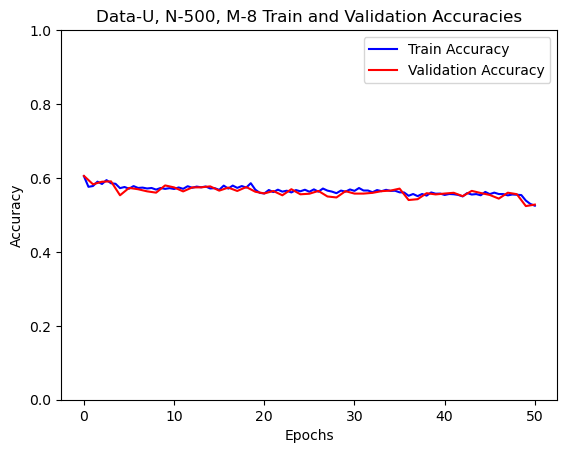 Data-U, N-500, M-8 Train and Validation Accuracies
Train Accuracy
Validation Accuracy
Accuracy
1.0
0.8
0.6
0.4
0.2
0.0
0 10 20 30 40 50
Epochs